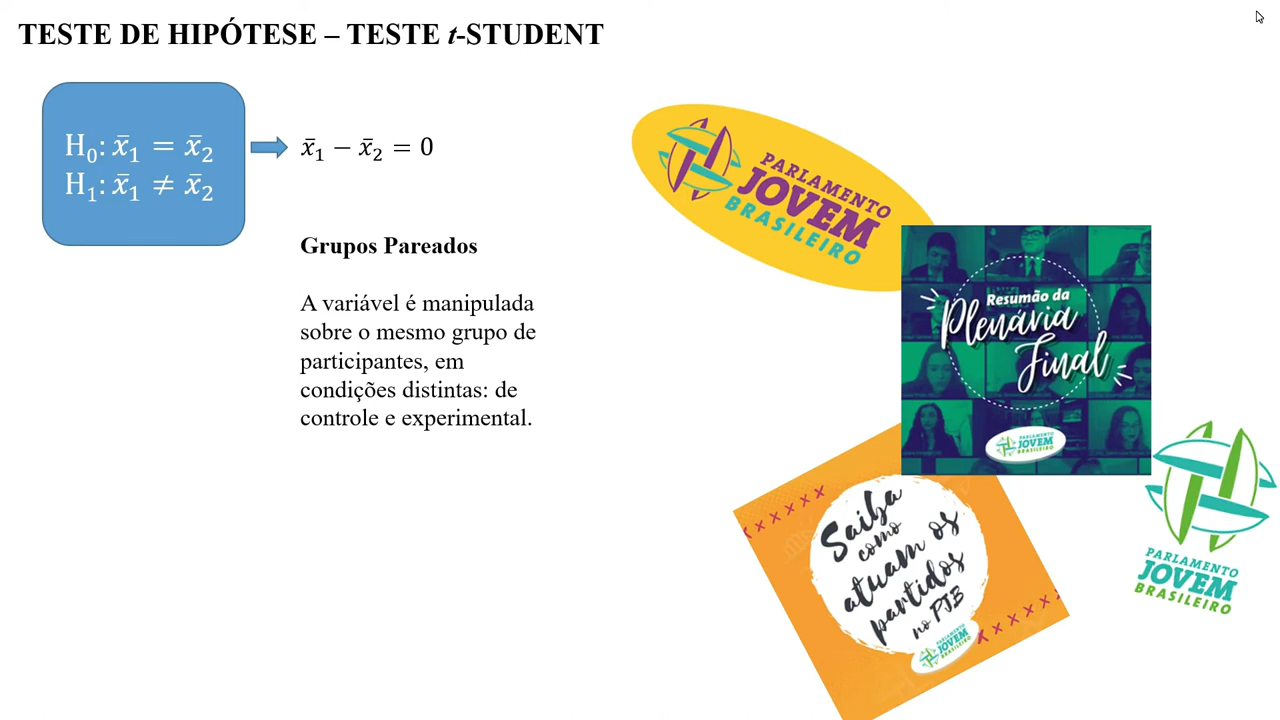 TESTE DE HIPÓTESE – TESTE t-STUDENT
H₀: x̄₁ = x̄₂
H₁: x̄₁ ≠ x̄₂
x̄₁ − x̄₂ = 0
Grupos Pareados
A variável é manipulada
sobre o mesmo grupo de
participantes, em
condições distintas: de
controle e experimental.
PARLAMENTO
JOVEM
BRASILEIRO
Resumão da
Plenária
Final
PARLAMENTO
JOVEM
BRASILEIRO
Saiba
como
atuam os
partidos
no PJB
PARLAMENTO
JOVEM
BRASILEIRO
PARLAMENTO
JOVEM
BRASILEIRO